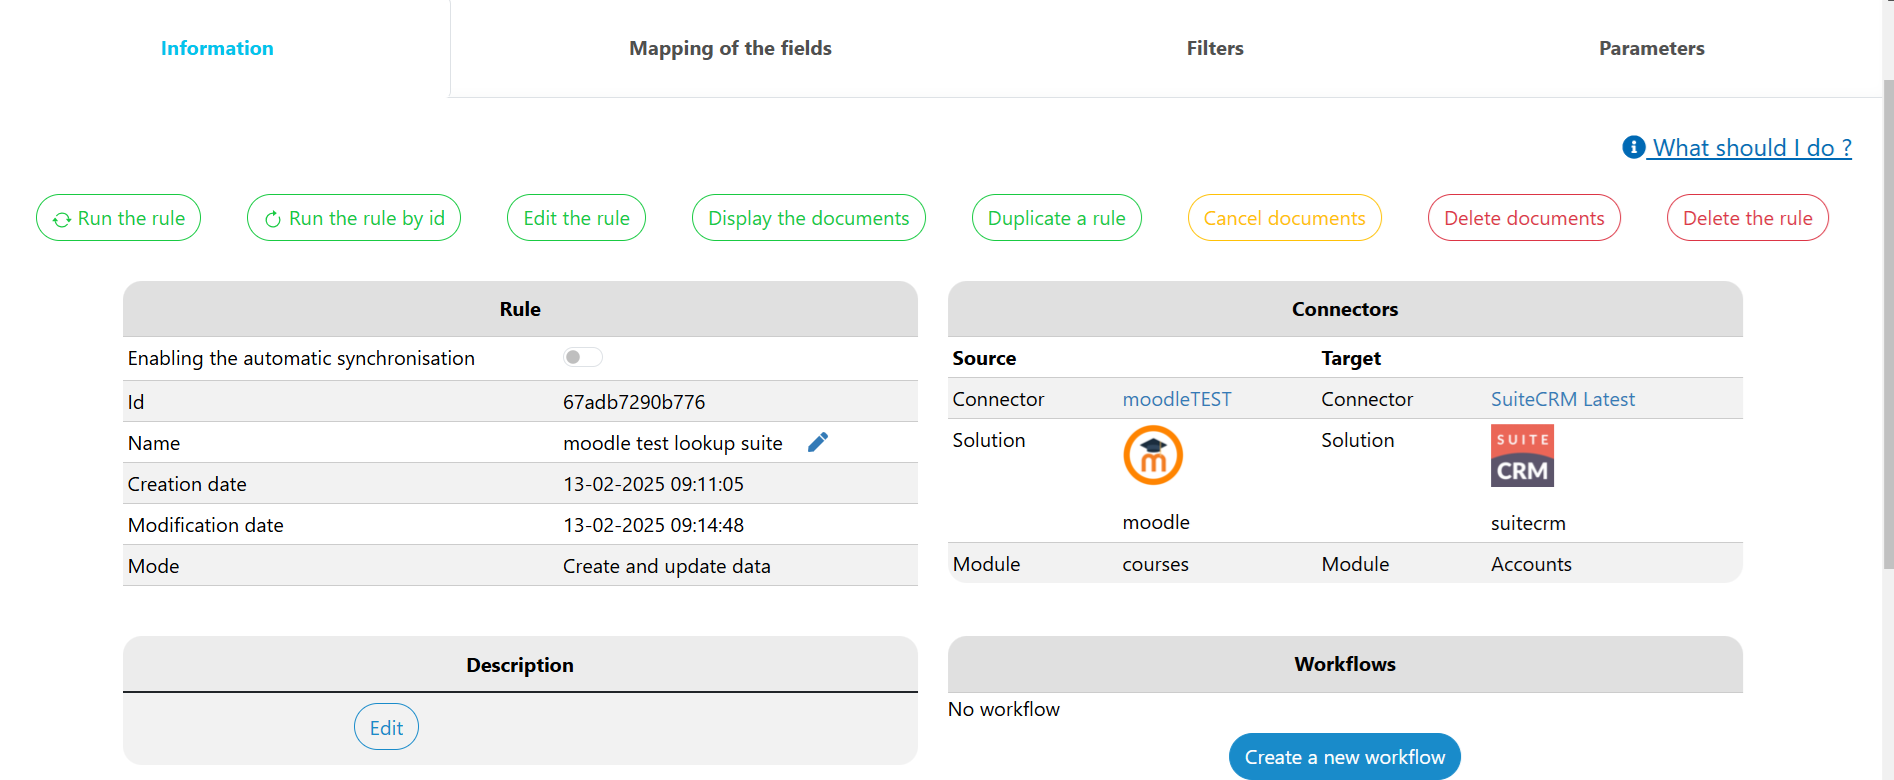 Information
Mapping of the fields
Filters
Parameters
What should I do ?
Run the rule
Run the rule by id
Edit the rule
Display the documents
Duplicate a rule
Cancel documents
Delete documents
Delete the rule
Rule
Enabling the automatic synchronisation
Id 67adb7290b776
Name moodle test lookup suite
Creation date 13-02-2025 09:11:05
Modification date 13-02-2025 09:14:48
Mode Create and update data
Connectors
Source Target
Connector moodleTEST Connector SuiteCRM Latest
Solution m Solution SUITE CRM
moodle suitecrm
Module courses Module Accounts
Description
Edit
Workflows
No workflow
Create a new workflow